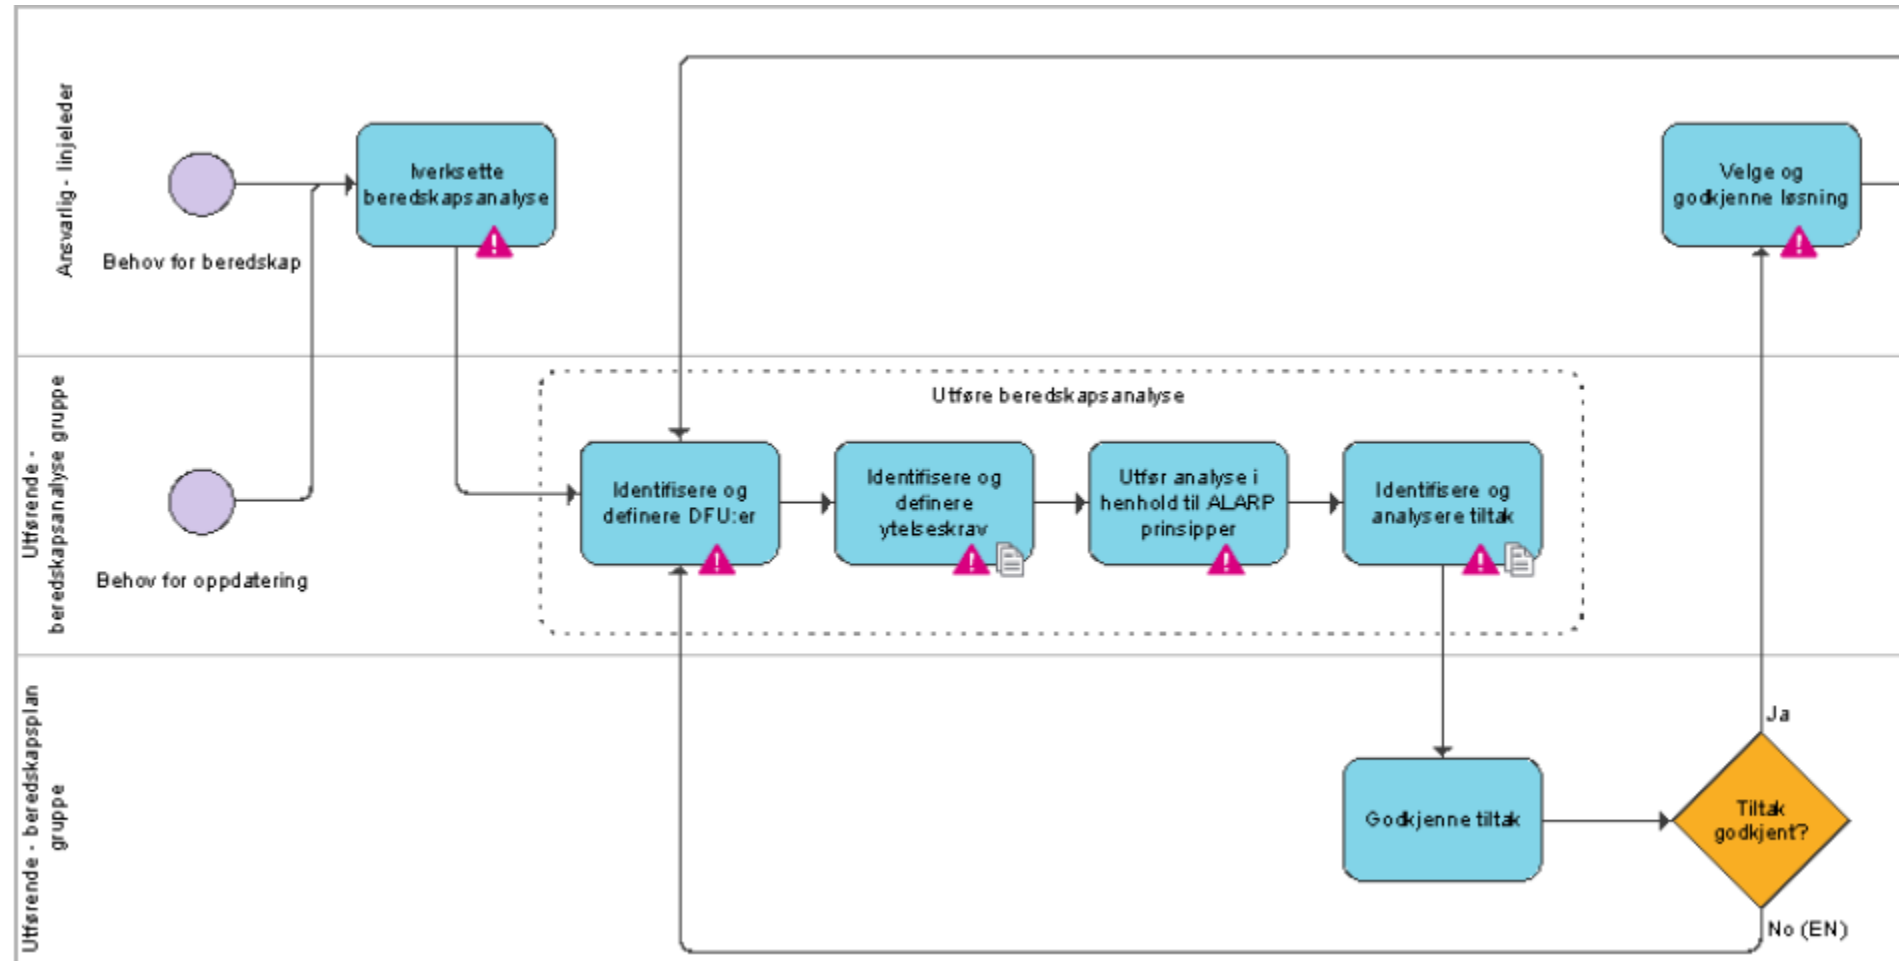 Ansvarlig - linjeleder
Iverksette
beredskapsanalyse
Velge og
godkjenne løsning
Behov for beredskap
Utførende -
beredskapsanalyse gruppe
Utføre beredskapsanalyse
Identifisere og
definere DFU:er
Identifisere og
definere
ytelseskrav
Utfør analyse i
henhold til ALARP
prinsipper
Identifisere og
analysere tiltak
Behov for oppdatering
Utførende - beredskapsplan
gruppe
Godkjenne tiltak
Ja
Tiltak
godkjent?
No (EN)